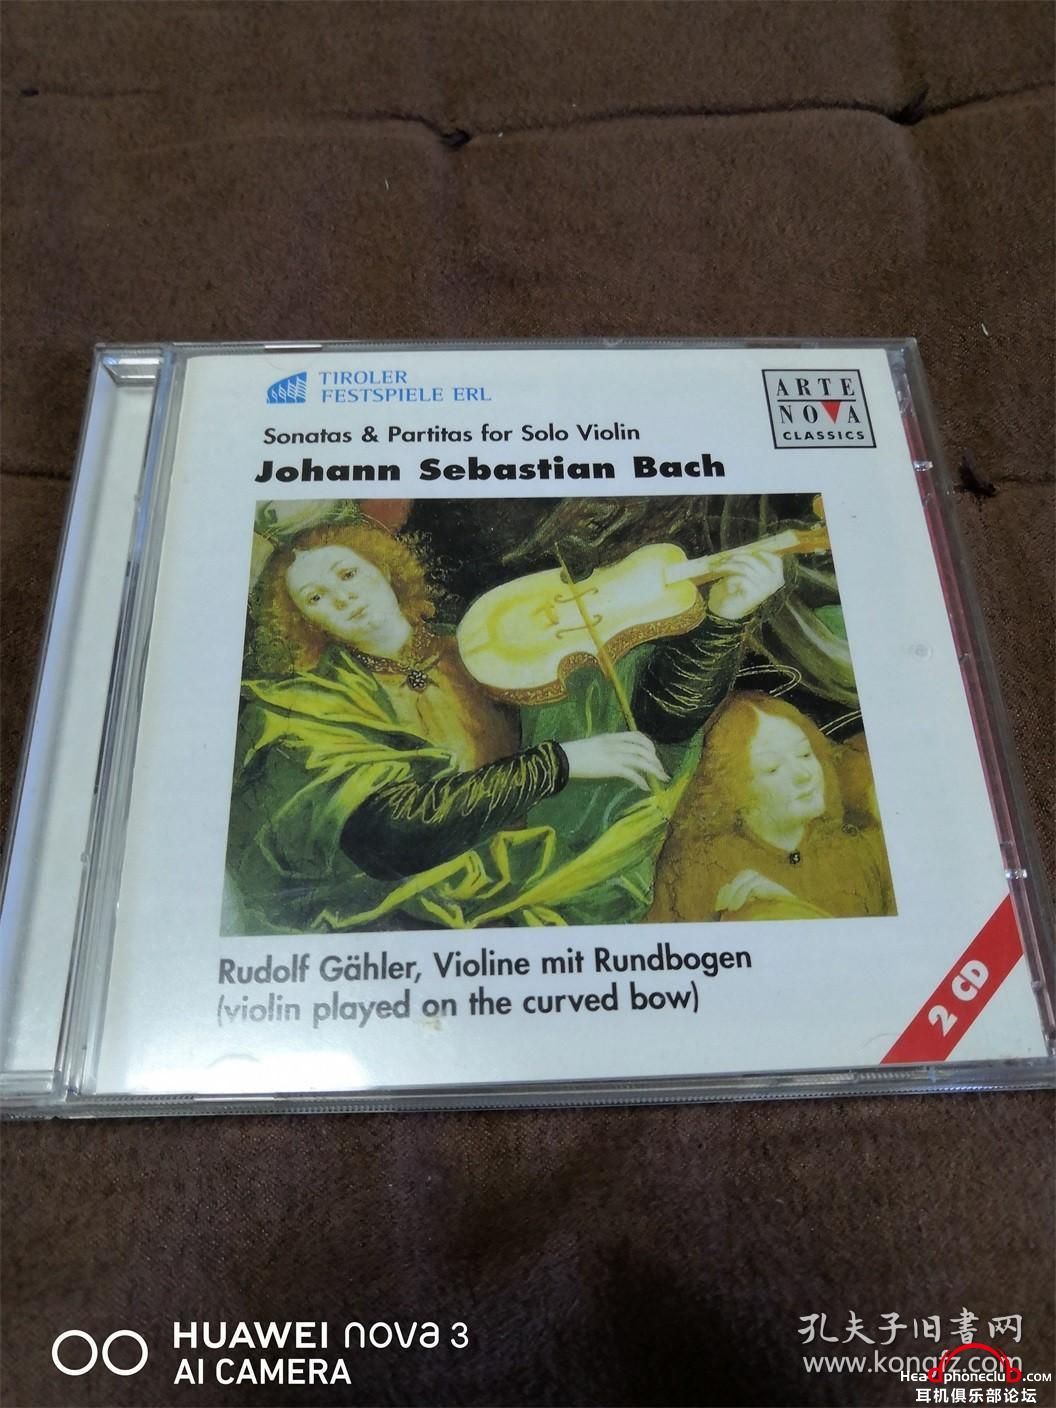 TIROLER
FESTSPIELE ERL
ARTE
NOVA
CLASSICS
Sonatas & Partitas for Solo Violin
Johann Sebastian Bach
Rudolf Gähler, Violine mit Rundbogen
(violin played on the curved bow)
2 CD
HUAWEI nova 3
AI CAMERA
孔夫子旧書网
www.kongfz.com
Headphoneclub.com
耳机俱乐部论坛